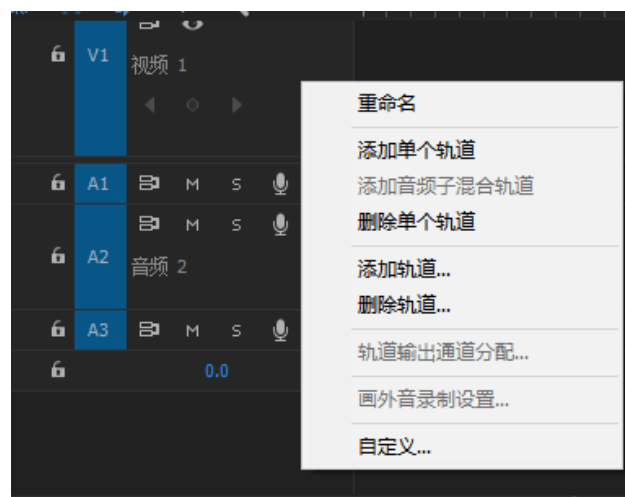 V1
视频 1
重命名
添加单个轨道
A1 M S
添加音频子混合轨道
M S
删除单个轨道
A2
音频 2
添加轨道...
删除轨道...
A3 M S
轨道输出通道分配...
0.0
画外音录制设置...
自定义...